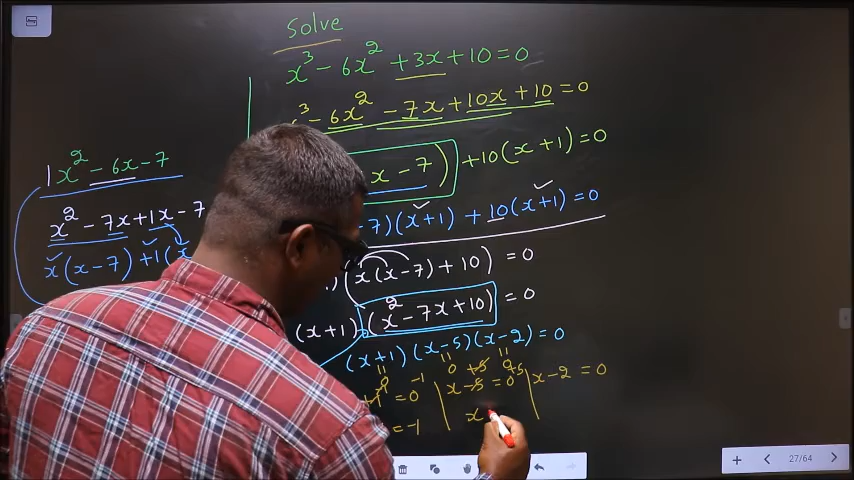 Solve
x³ - 6x² + 3x + 10 = 0
³ - 6x² - 7x + 10x + 10 = 0
x - 7) + 10(x + 1) = 0
- 7)(x + 1) + 10(x + 1) = 0
(x(x - 7) + 10) = 0
(x + 1) (x² - 7x + 10) = 0
(x + 1)(x - 5)(x - 2) = 0
= 0 -1
x - 5 = 0
x - 2 = 0
= -1
x
1x² - 6x - 7
x² - 7x + 1x - 7
x(x - 7) + 1(x
27/64